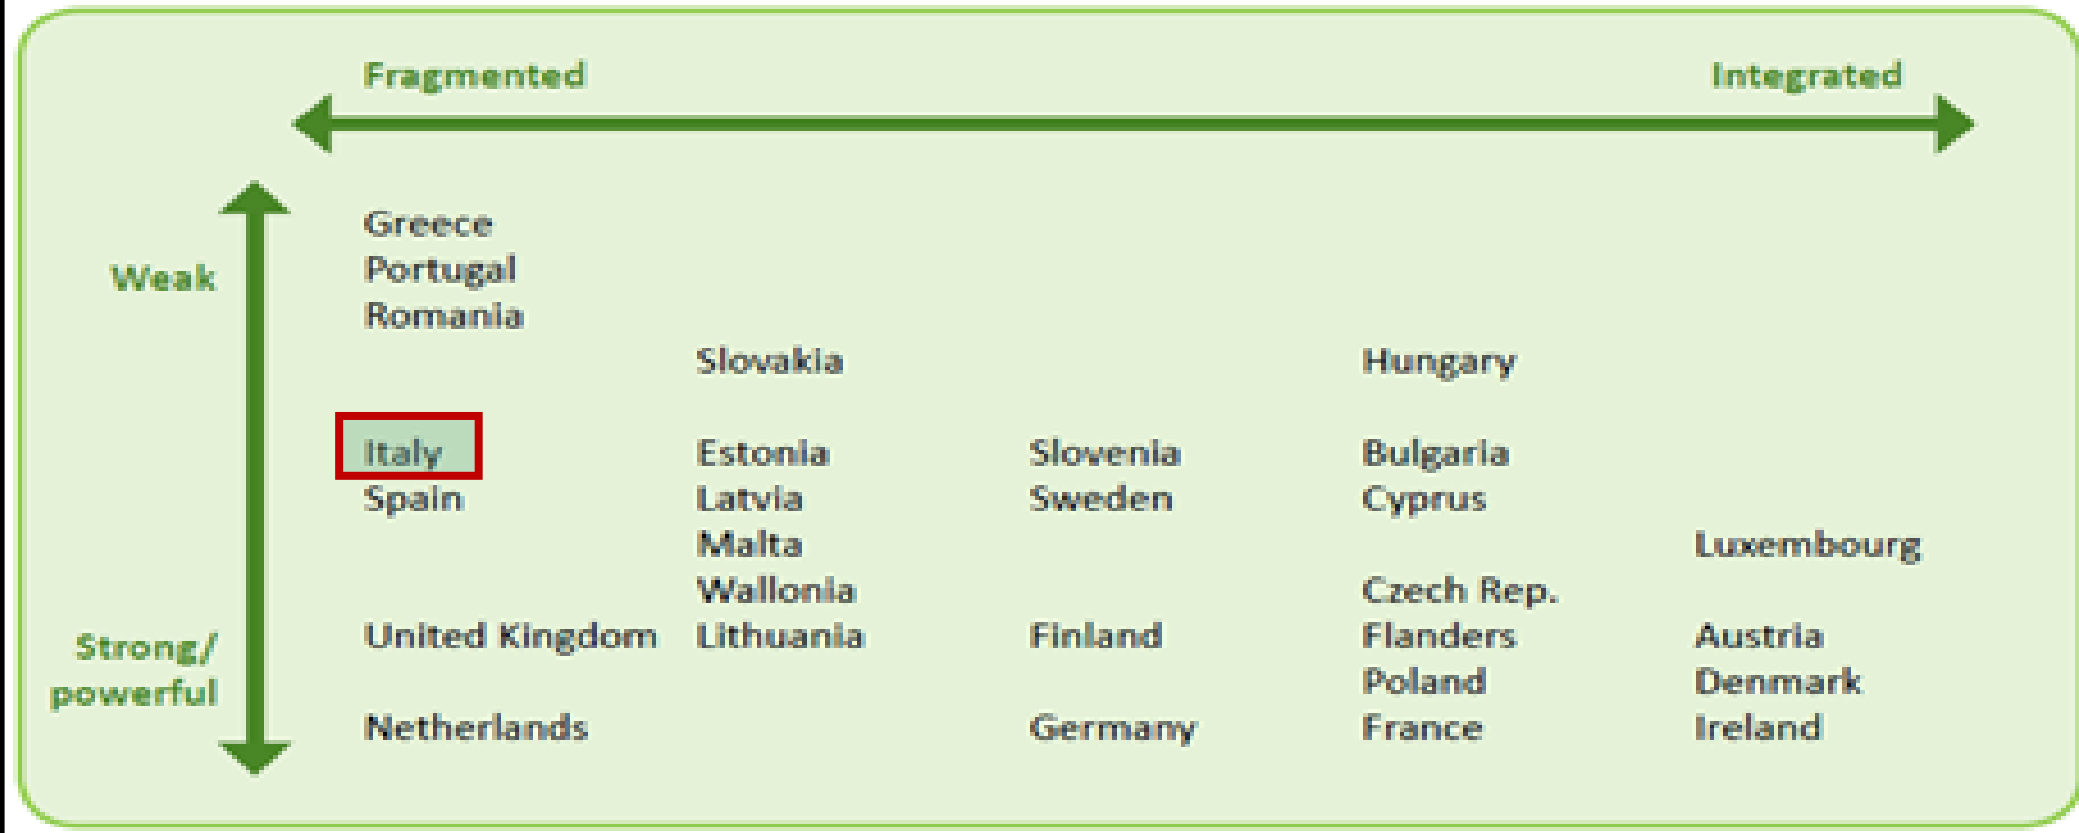 Fragmented Integrated
Weak
Strong/
powerful
Greece
Portugal
Romania
Slovakia Hungary
Italy Estonia Slovenia Bulgaria
Spain Latvia Sweden Cyprus
Malta Luxembourg
Wallonia Czech Rep.
United Kingdom Lithuania Finland Flanders Austria
Poland Denmark
Netherlands Germany France Ireland